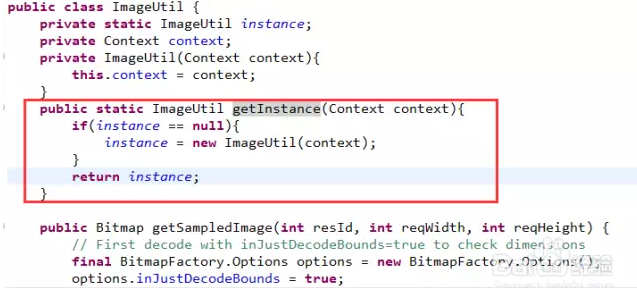 public class ImageUtil {
    private static ImageUtil instance;
    private Context context;
    private ImageUtil(Context context){
        this.context = context;
    }
    public static ImageUtil getInstance(Context context){
        if(instance == null){
            instance = new ImageUtil(context);
        }
        return instance;
    }
    public Bitmap getSampledImage(int resId, int reqWidth, int reqHeight) {
        // First decode with inJustDecodeBounds=true to check dimensions
        final BitmapFactory.Options options = new BitmapFactory.Options();
        options.inJustDecodeBounds = true;